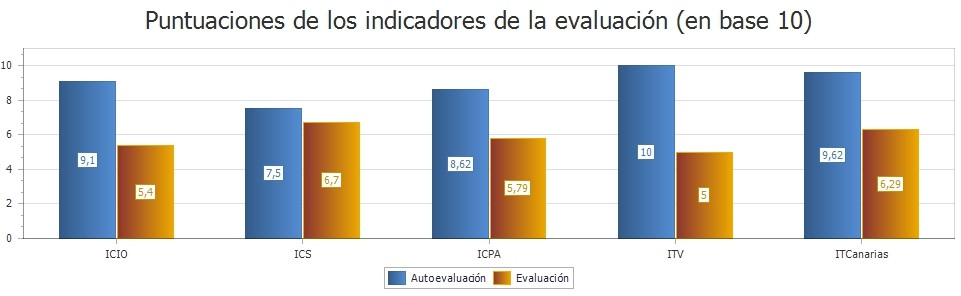 Puntuaciones de los indicadores de la evaluación (en base 10)
10
8
6
4
2
0
9,1
5,4
7,5
6,7
8,62
5,79
10
5
9,62
6,29
ICIO
ICS
ICPA
ITV
ITCanarias
Autoevaluación
Evaluación